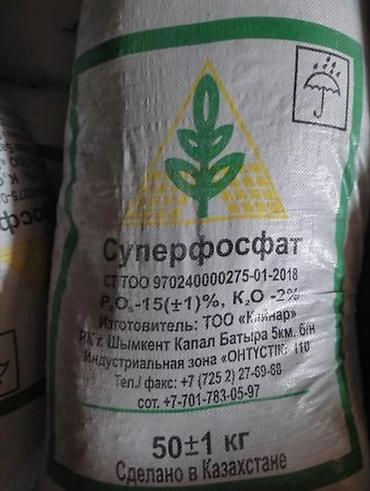 Суперфосфат
СТ ТОО 970240000275-01-2018
P₂O₅-15(±1)%, K₂O -2%
Изготовитель: ТОО «Кайнар»
РК г. Шымкент Капал Батыра 5км. б/н
Индустриальная зона «ОНТҮСТІК» 110
Тел./ факс: +7 (725 2) 27-69-68
сот. +7-701-783-05-97
50±1 кг
Сделано в Казахстане